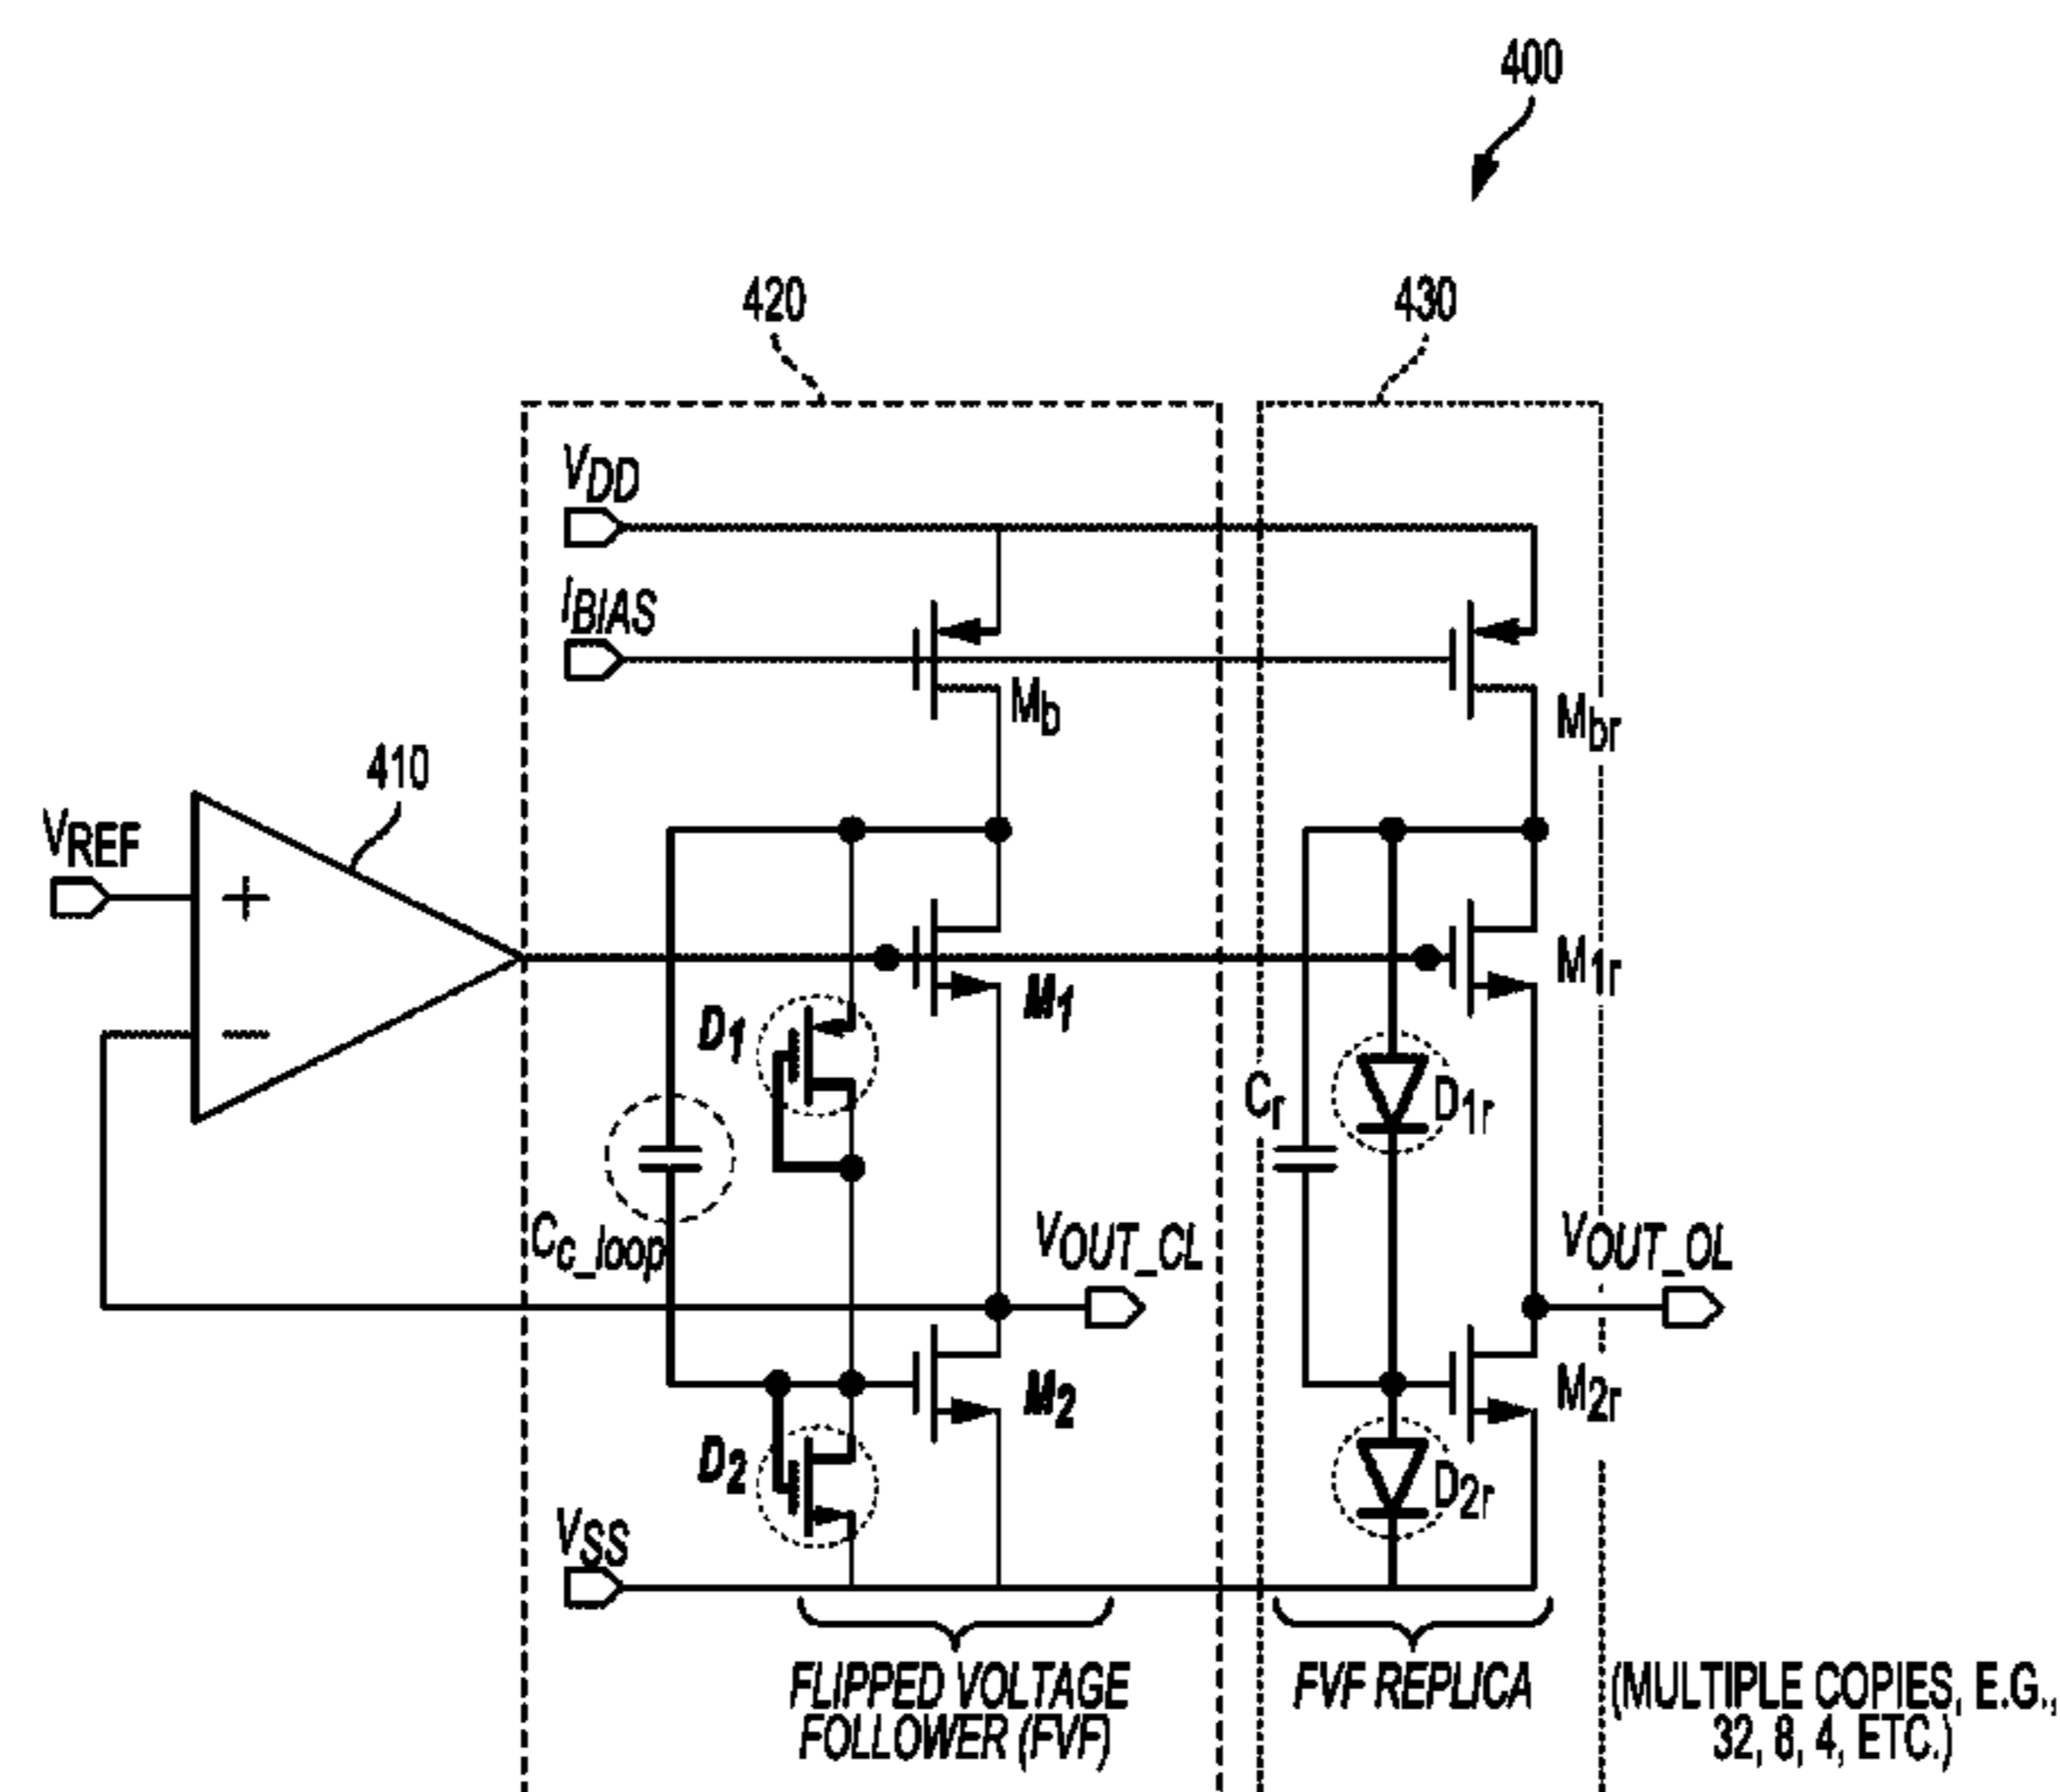 400
420
430
VDD
IBIAS
Mb
Mbr
410
VREF
+
−
M1
M1r
D1
Cr
D1r
Cc_loop
VOUT_CL
VOUT_OL
M2
M2r
D2
D2r
VSS
FLIPPED VOLTAGE
FOLLOWER (FVF)
FVF REPLICA
(MULTIPLE COPIES, E.G.,
32, 8, 4, ETC.)